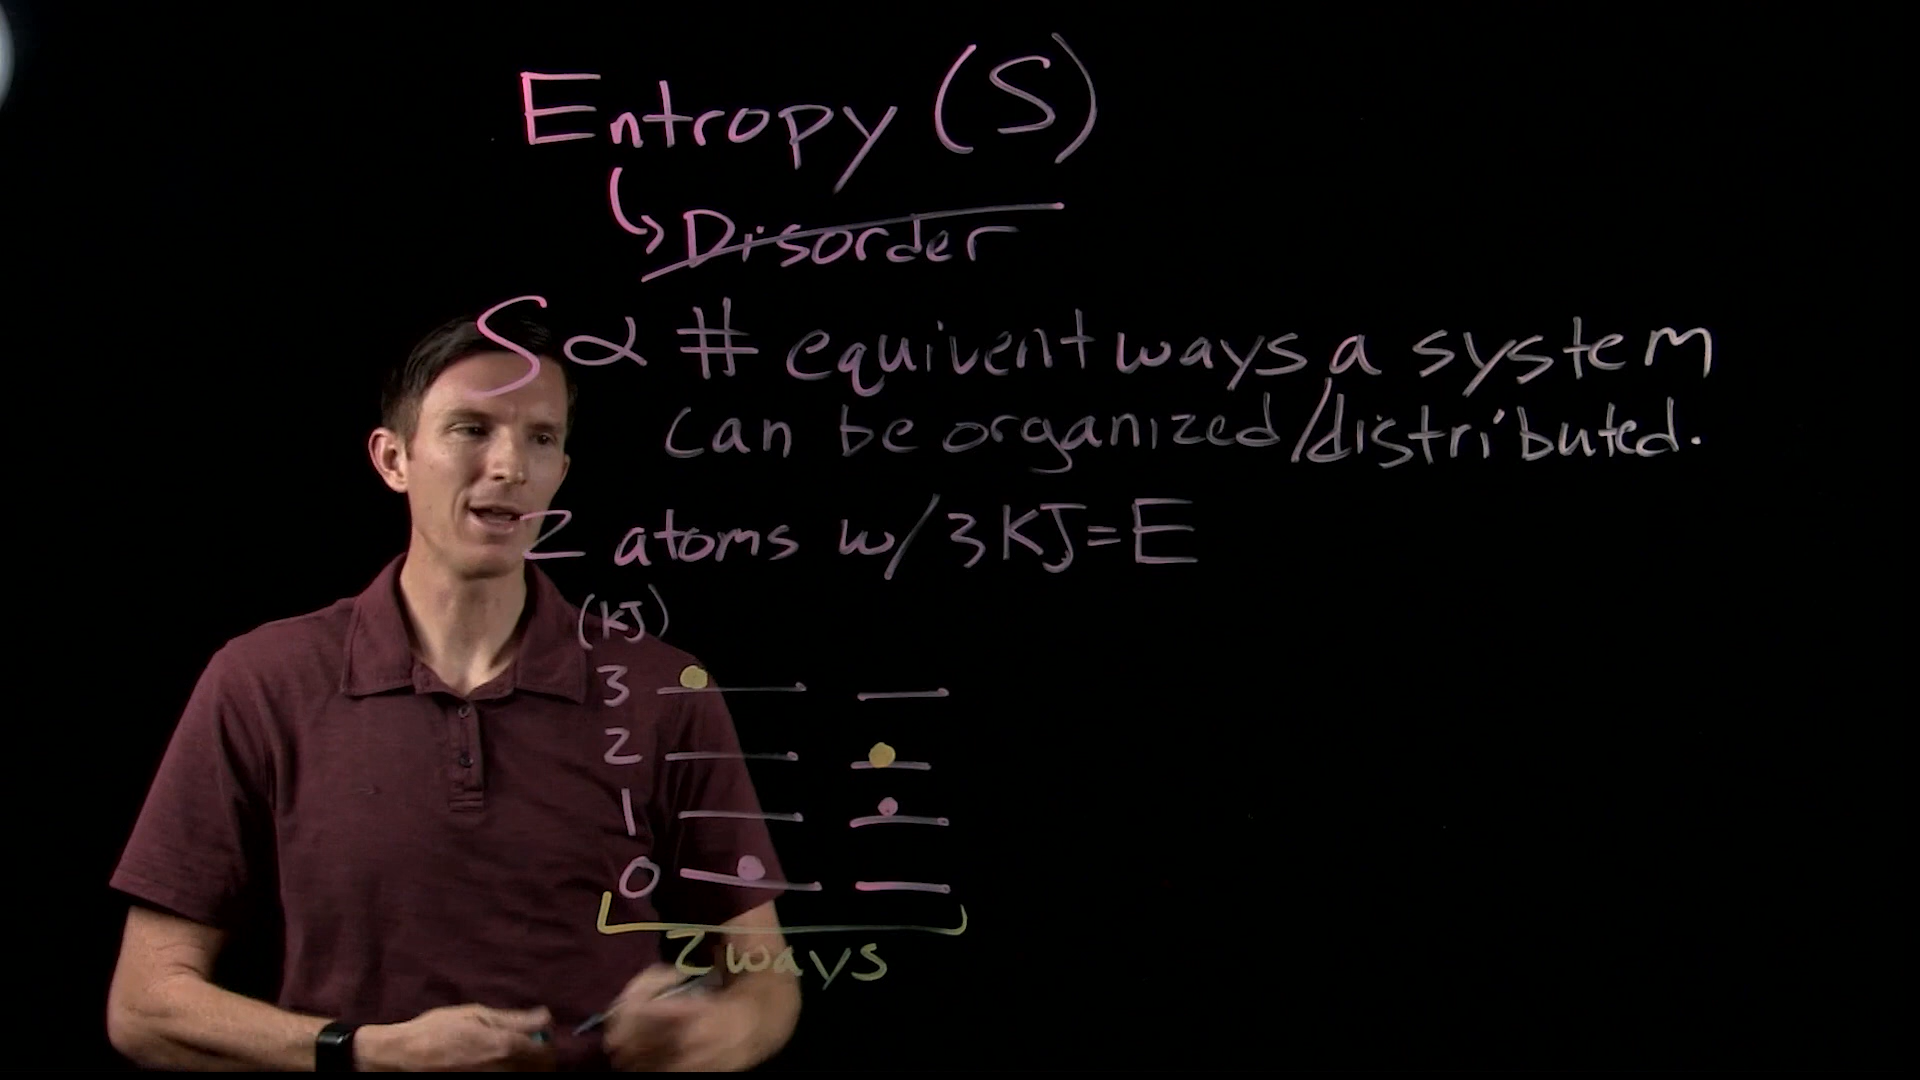 Entropy (S)
↳ Disorder
S ∝ # equivent ways a system
can be organized/distributed.
2 atoms w/ 3KJ=E
(KJ)
3
2
1
0
2 ways